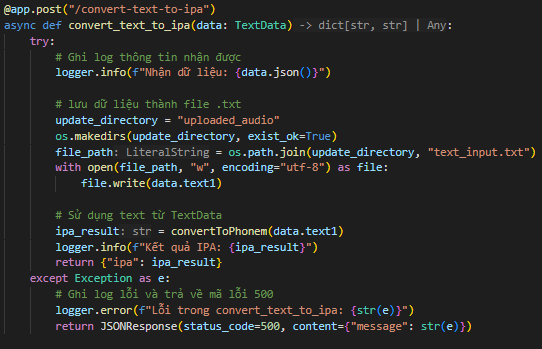 @app.post("/convert-text-to-ipa")
async def convert_text_to_ipa(data: TextData) -> dict[str, str] | Any:
    try:
        # Ghi log thông tin nhận được
        logger.info(f"Nhận dữ liệu: {data.json()}")

        # lưu dữ liệu thành file .txt
        update_directory = "uploaded_audio"
        os.makedirs(update_directory, exist_ok=True)
        file_path: LiteralString = os.path.join(update_directory, "text_input.txt")
        with open(file_path, "w", encoding="utf-8") as file:
            file.write(data.text1)

        # Sử dụng text từ TextData
        ipa_result: str = convertToPhonem(data.text1)
        logger.info(f"Kết quả IPA: {ipa_result}")
        return {"ipa": ipa_result}
    except Exception as e:
        # Ghi log lỗi và trả về mã lỗi 500
        logger.error(f"Lỗi trong convert_text_to_ipa: {str(e)}")
        return JSONResponse(status_code=500, content={"message": str(e)})